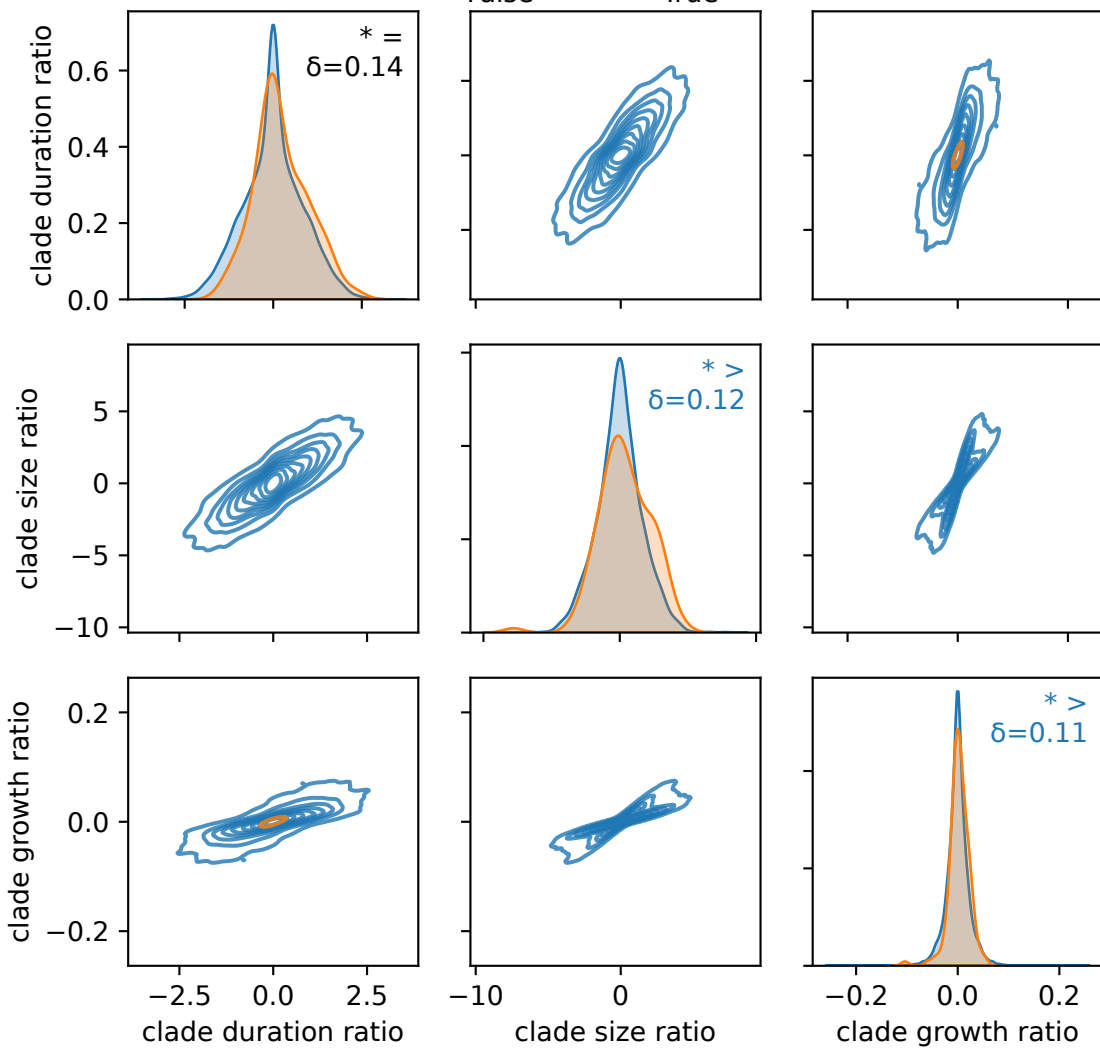 True
clade duration ratio
0.6
0.4
0.2
0.0
* =
δ=0.14
clade size ratio
5
0
−5
−10
* >
δ=0.12
clade growth ratio
0.2
0.0
−0.2
* >
δ=0.11
−2.5 0.0 2.5
−10 0
−0.2 0.0 0.2
clade duration ratio
clade size ratio
clade growth ratio